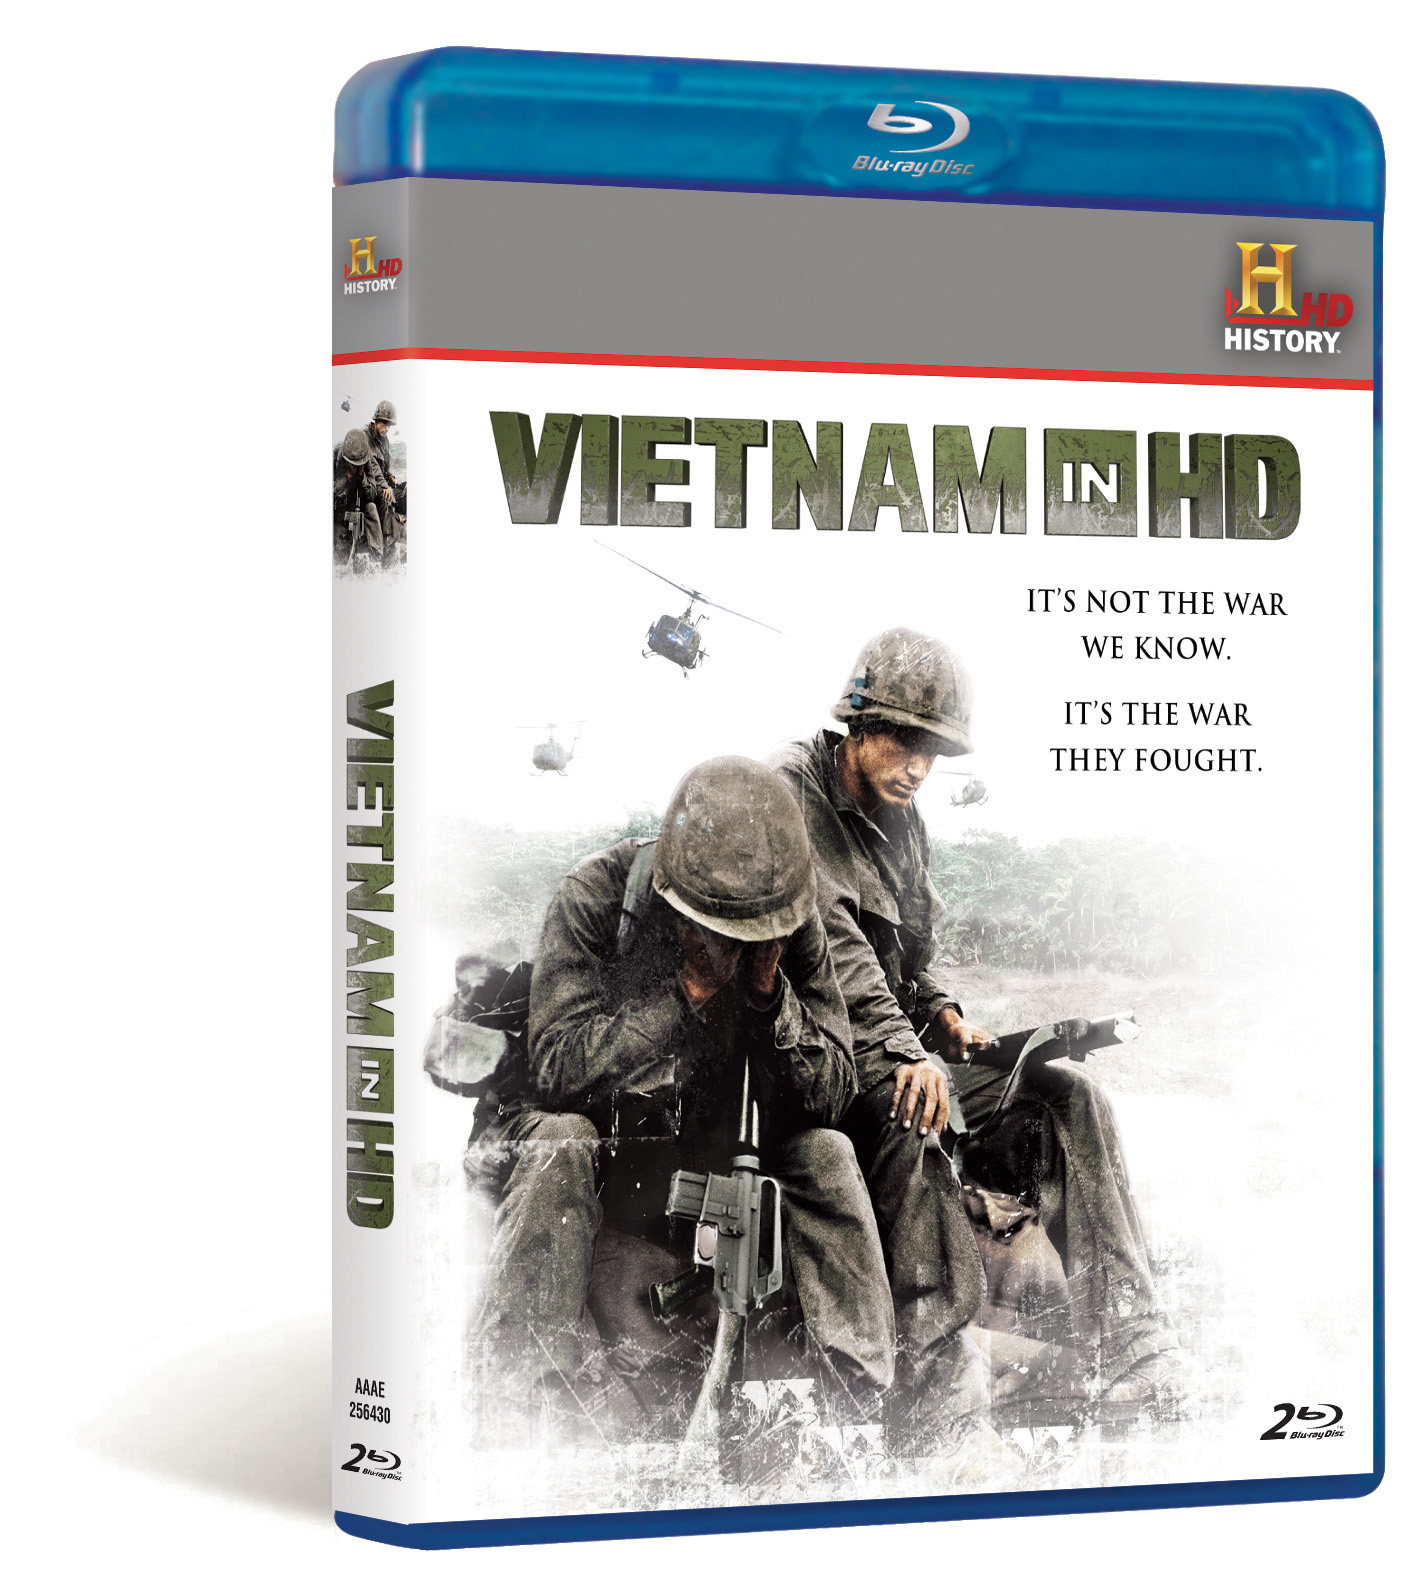 Blu-ray Disc
H HD
HISTORY
H HD
HISTORY
VIETNAM IN HD
IT'S NOT THE WAR
WE KNOW.
IT'S THE WAR
THEY FOUGHT.
VIETNAM IN HD
AAAE
256430
2 Blu-ray Disc
2 Blu-ray Disc